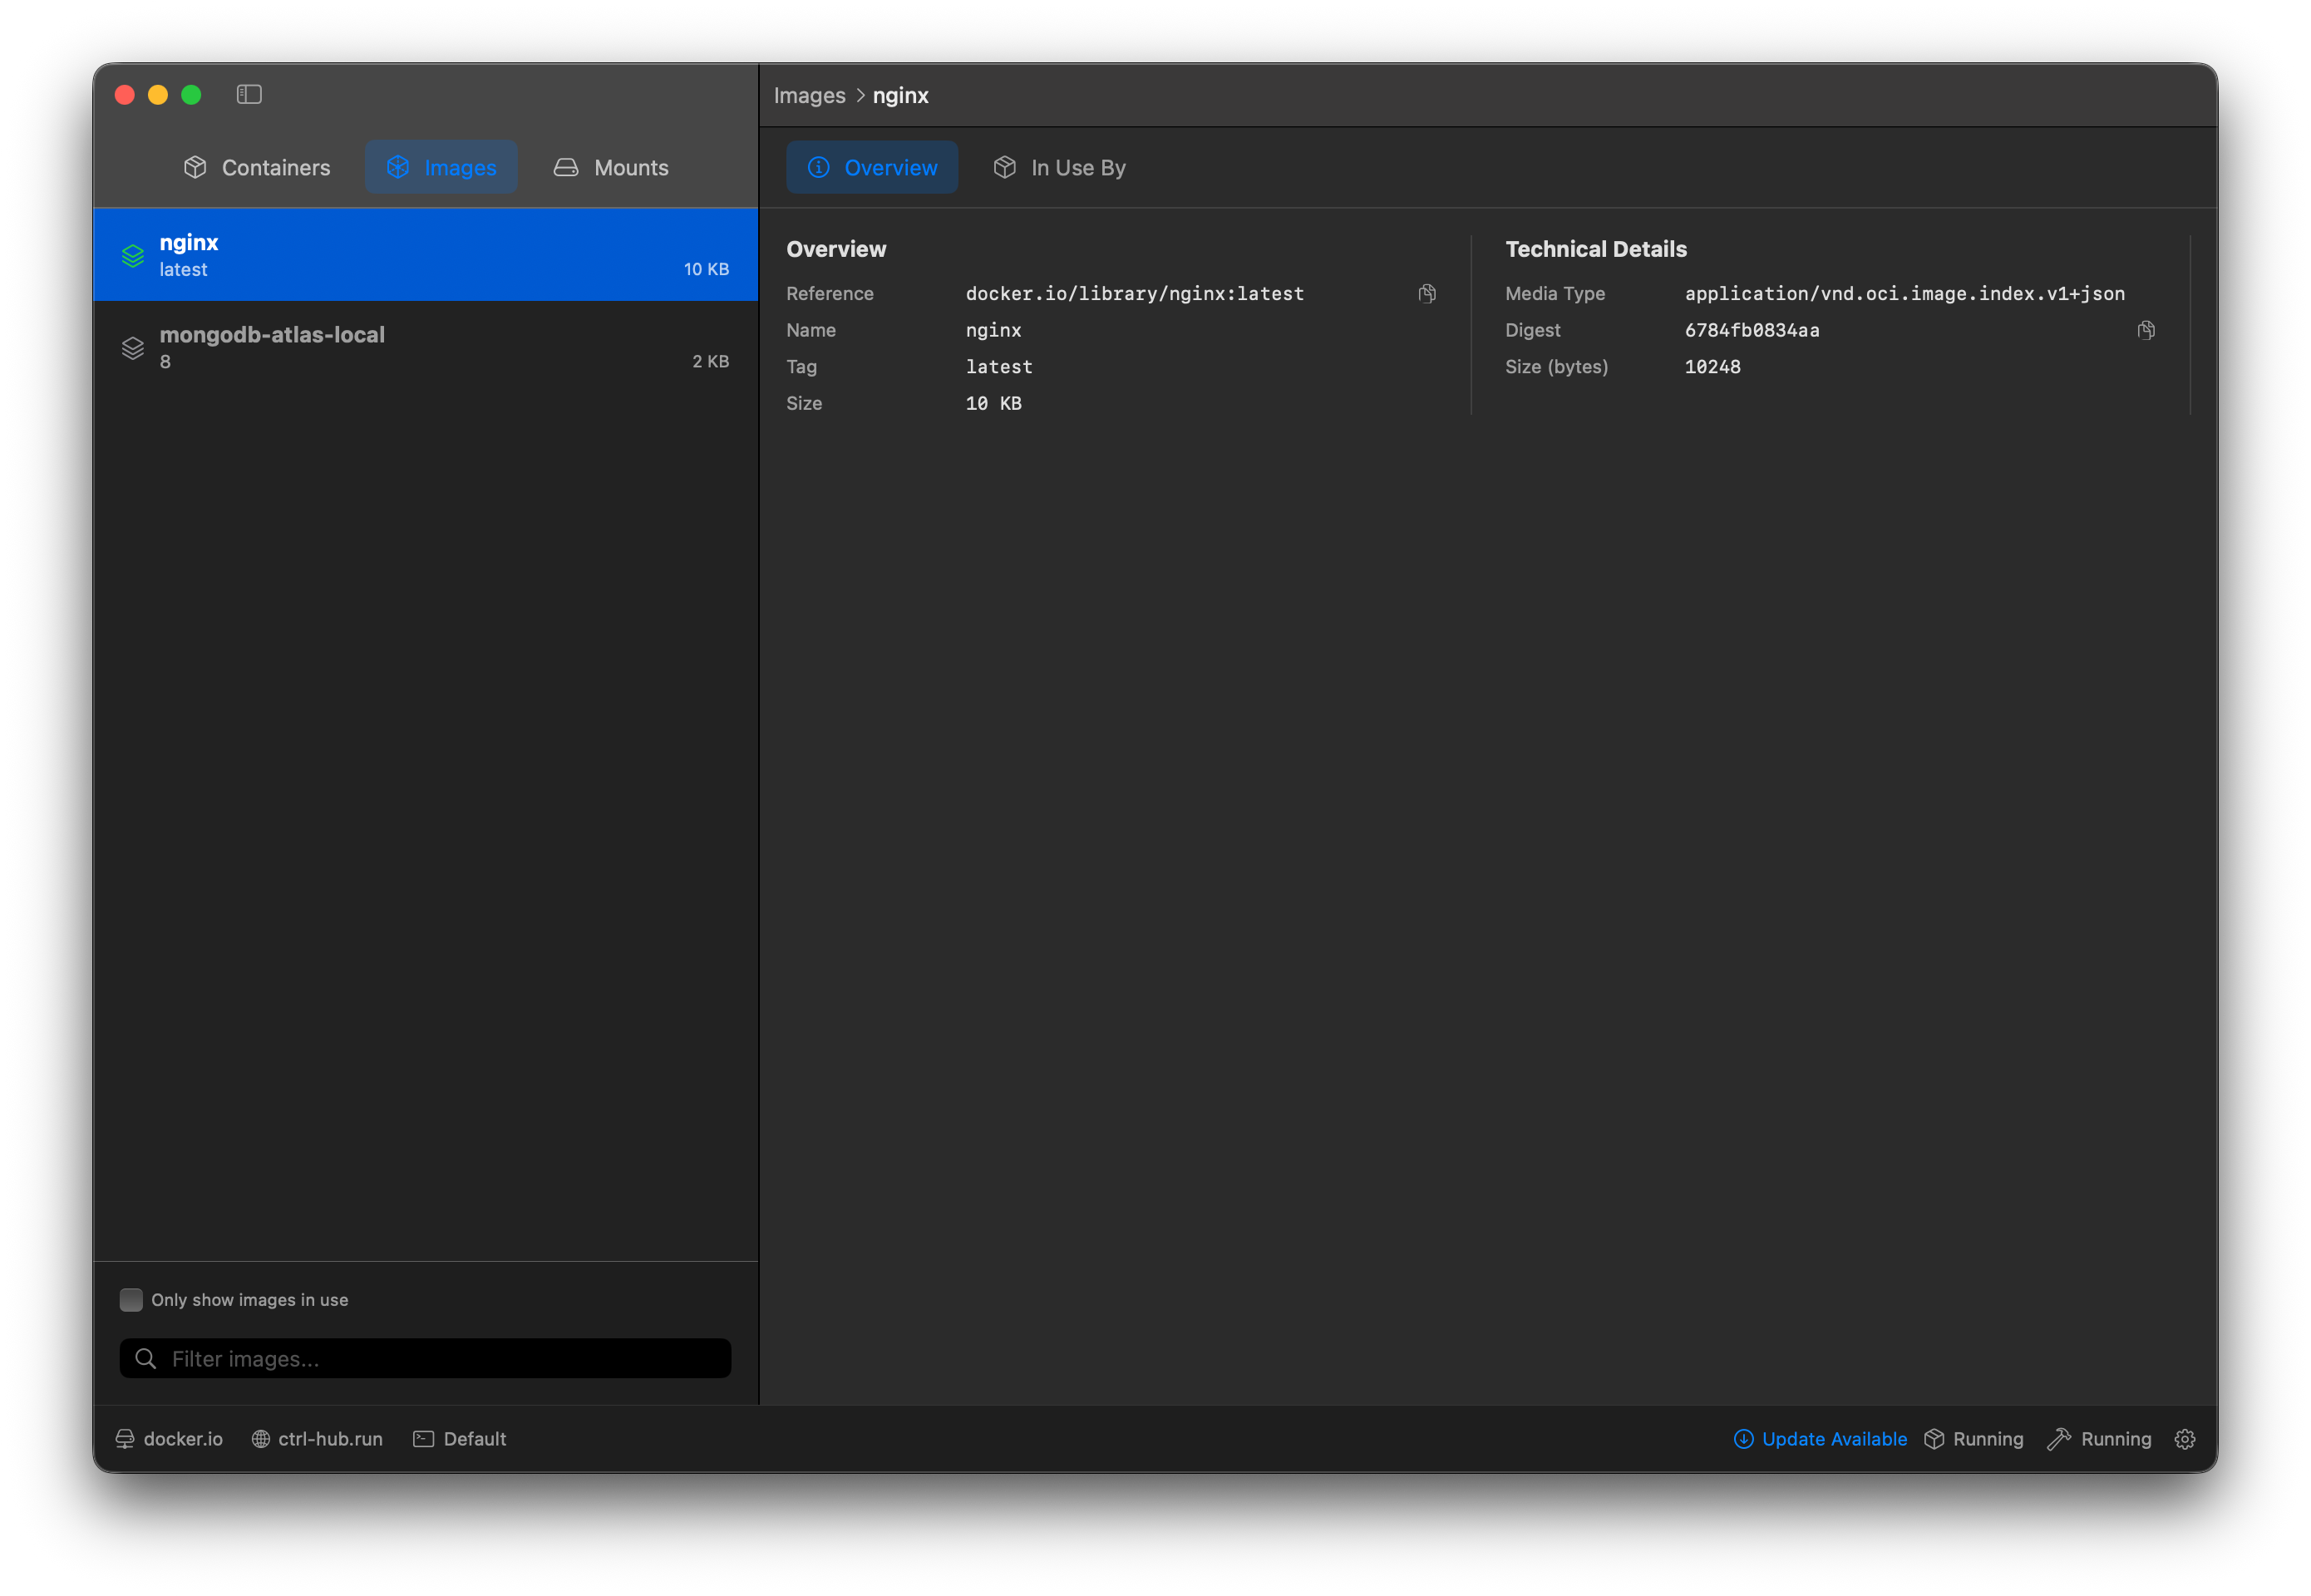 Images > nginx
Containers Images Mounts
Overview In Use By
nginx
latest 10 KB
mongodb-atlas-local
8 2 KB
Overview
Reference docker.io/library/nginx:latest
Name nginx
Tag latest
Size 10 KB
Technical Details
Media Type application/vnd.oci.image.index.v1+json
Digest 6784fb0834aa
Size (bytes) 10248
Only show images in use
Filter images...
docker.io ctrl-hub.run Default
Update Available Running Running